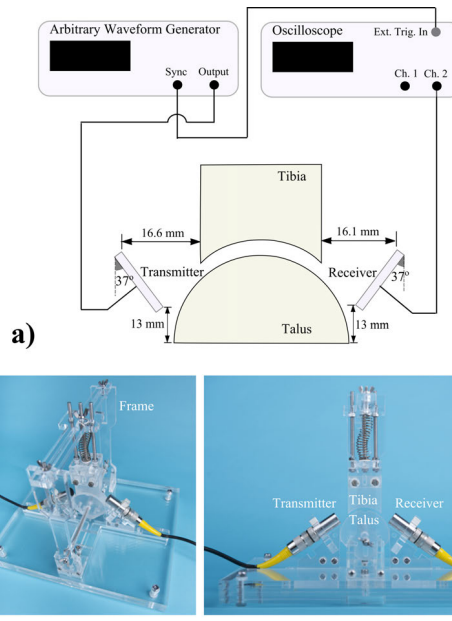 Arbitrary Waveform Generator
Oscilloscope
Ext. Trig. In
Sync
Output
Ch. 1
Ch. 2
Tibia
16.6 mm
16.1 mm
Transmitter
Receiver
37°
37°
13 mm
13 mm
Talus
a)
Frame
Transmitter
Tibia
Receiver
Talus